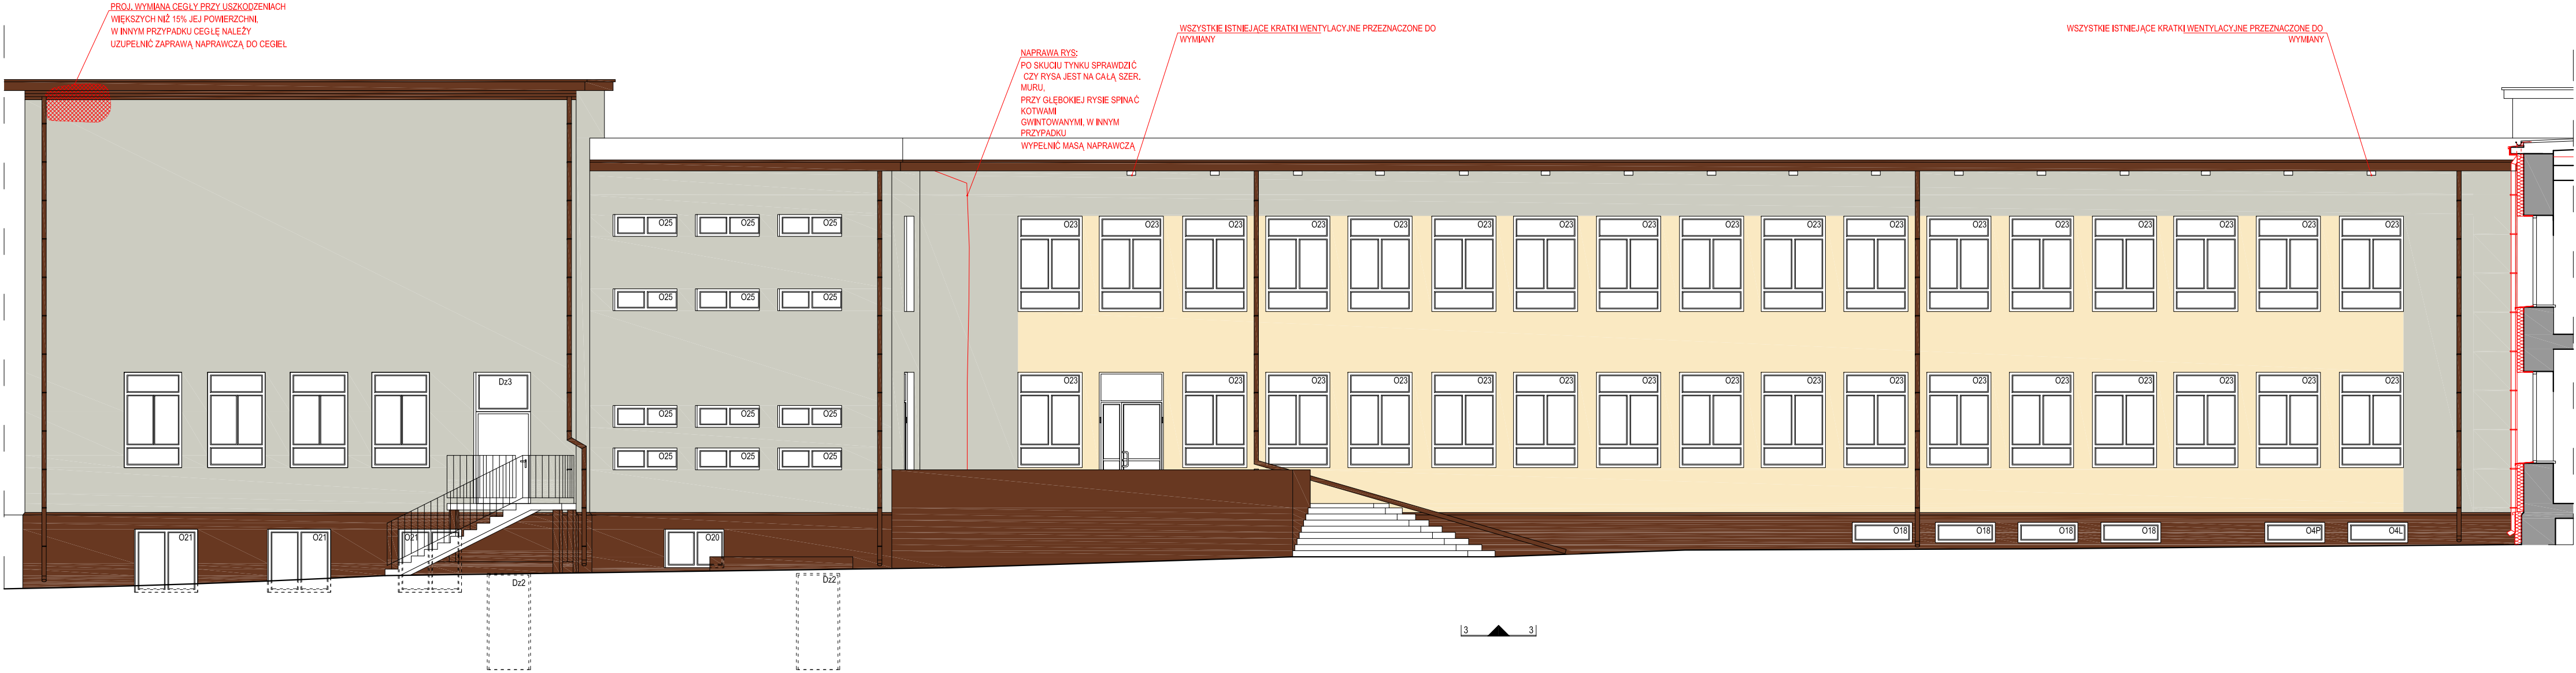 PROJ. WYMIANA CEGŁY PRZY USZKODZENIACH
WIĘKSZYCH NIŻ 15% JEJ POWIERZCHNI,
W INNYM PRZYPADKU CEGŁĘ NALEŻY
UZUPEŁNIĆ ZAPRAWĄ NAPRAWCZĄ DO CEGIEŁ
NAPRAWA RYS:
PO SKUCIU TYNKU SPRAWDZIĆ
CZY RYSA JEST NA CAŁĄ SZER.
MURU,
PRZY GŁĘBOKIEJ RYSIE SPINAĆ
KOTWAMI
GWINTOWANYMI, W INNYM
PRZYPADKU
WYPEŁNIĆ MASĄ NAPRAWCZĄ
WSZYSTKIE ISTNIEJĄCE KRATKI WENTYLACYJNE PRZEZNACZONE DO
WYMIANY
WSZYSTKIE ISTNIEJĄCE KRATKI WENTYLACYJNE PRZEZNACZONE DO
WYMIANY
O25 O25 O25
O23 O23 O23 O23 O23 O23 O23 O23 O23 O23 O23 O23 O23 O23 O23 O23 O23
O25 O25 O25
Dz3
O23 O23 O23 O23 O23 O23 O23 O23 O23 O23 O23 O23 O23 O23 O23 O23
O25 O25 O25
O25 O25 O25
O21 O21 O21 O20
O18 O18 O18 O18 O4P O4L
Dz2 Dz2
3 3